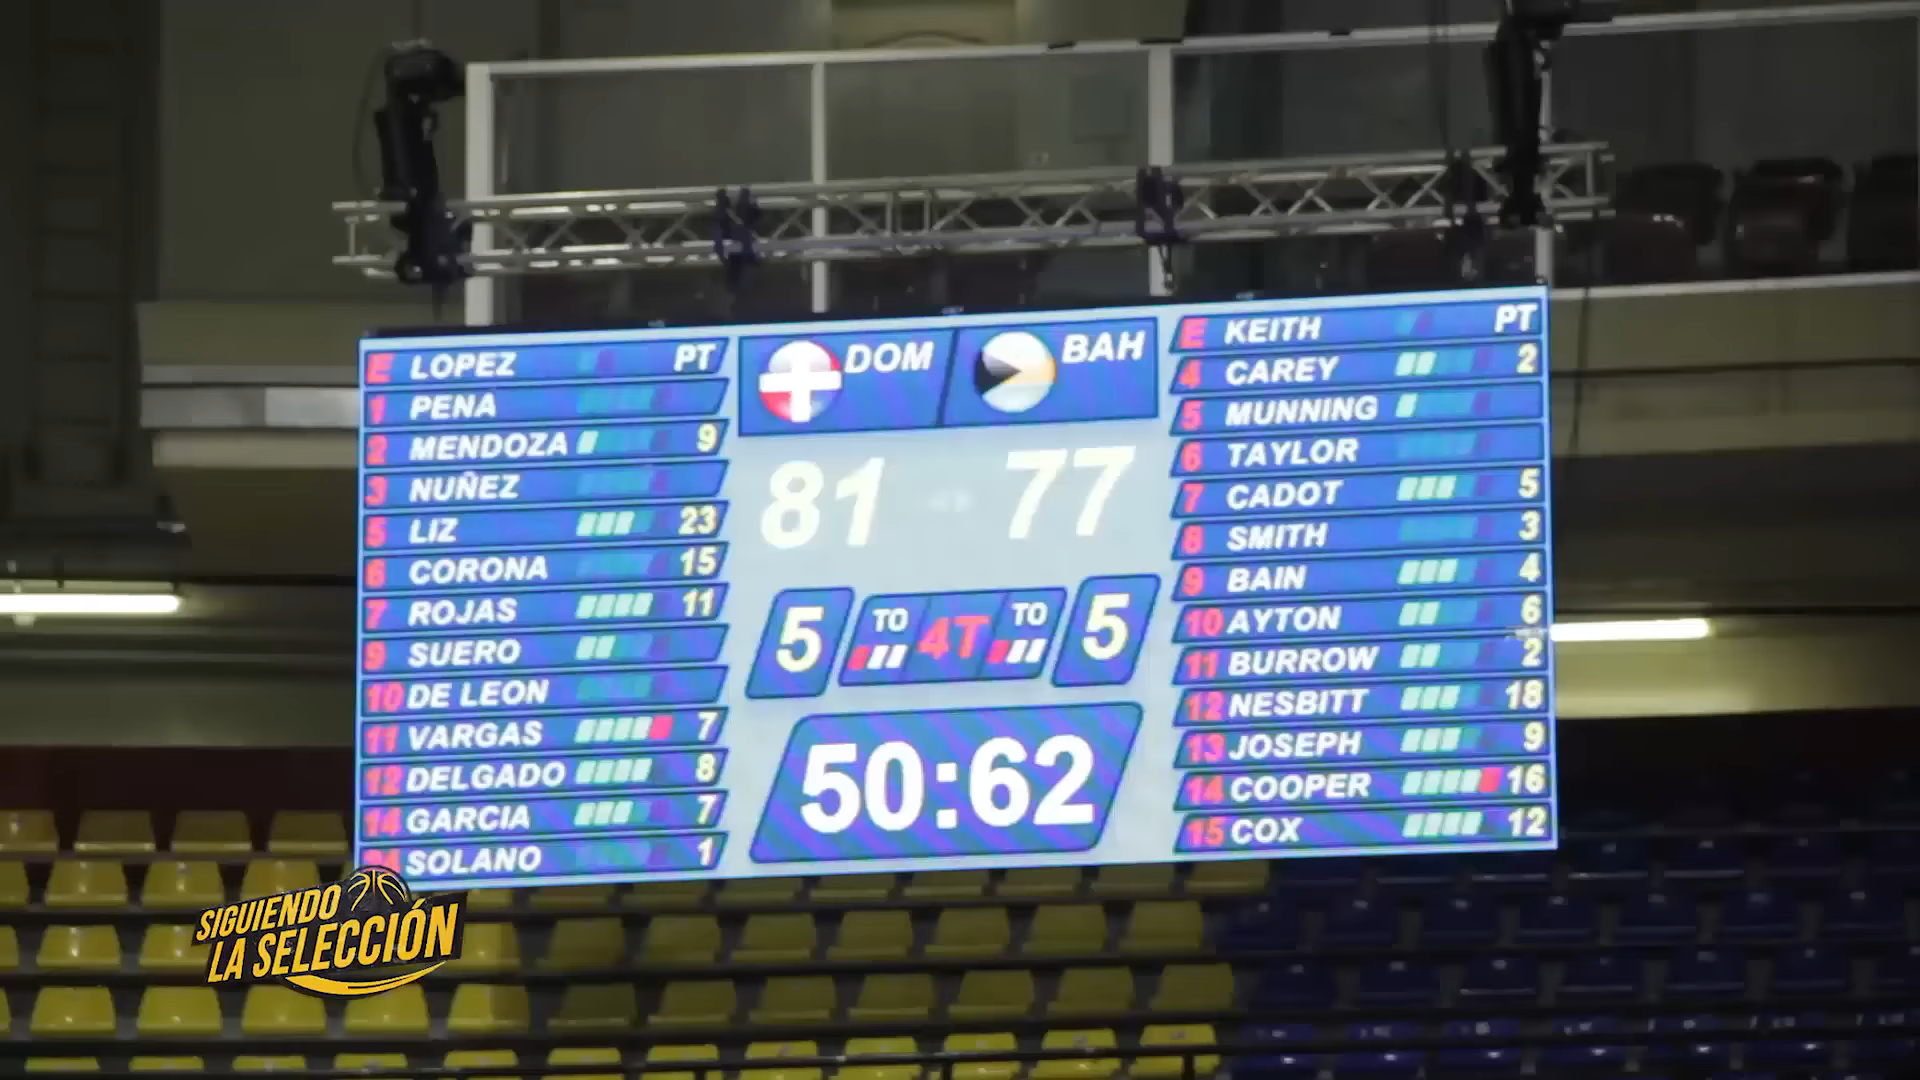 E LOPEZ PT
1 PENA
2 MENDOZA 9
3 NUÑEZ
5 LIZ 23
6 CORONA 15
7 ROJAS 11
9 SUERO
10 DE LEON
11 VARGAS 7
12 DELGADO 8
14 GARCIA 7
SOLANO 1
DOM BAH
81 77
5 TO 4T TO 5
50:62
E KEITH PT
4 CAREY 2
5 MUNNING
6 TAYLOR
7 CADOT 5
8 SMITH 3
9 BAIN 4
10 AYTON 6
11 BURROW 2
12 NESBITT 18
13 JOSEPH 9
14 COOPER 16
15 COX 12
SIGUIENDO
LA SELECCIÓN